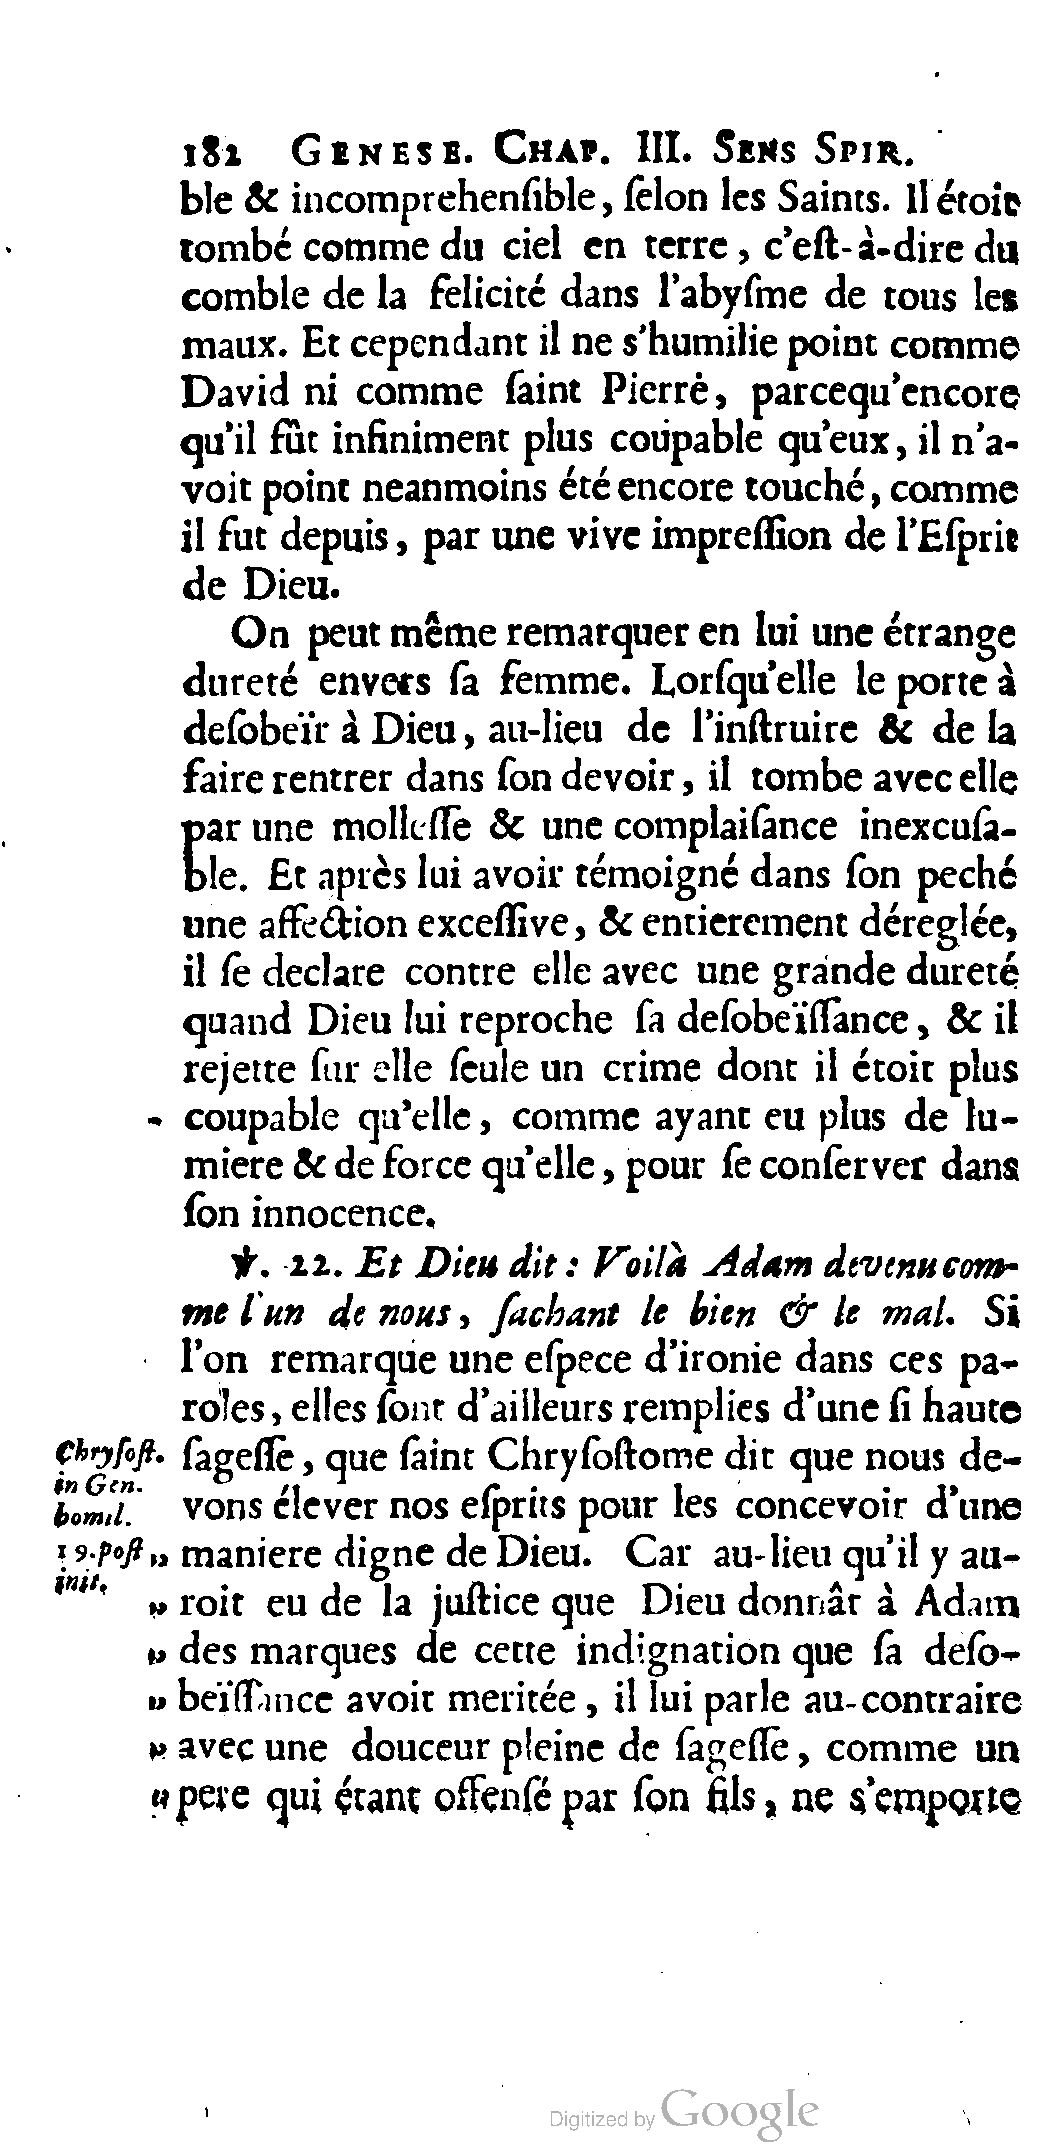 182 GENESE. CHAP. III. SENS SPIR.
ble & incomprehenſible, ſelon les Saints. Il étoit
tombé comme du ciel en terre, c'eſt-à-dire du
comble de la felicité dans l'abyſme de tous les
maux. Et cependant il ne s'humilie point comme
David ni comme ſaint Pierre, parcequ'encore
qu'il fût infiniment plus coupable qu'eux, il n'a-
voit point neanmoins été encore touché, comme
il fut depuis, par une vive impreſſion de l'Eſprit
de Dieu.
On peut même remarquer en lui une étrange
dureté envers ſa femme. Lorſqu'elle le porte à
deſobeïr à Dieu, au-lieu de l'inſtruire & de la
faire rentrer dans ſon devoir, il tombe avec elle
par une molleſſe & une complaiſance inexcuſa-
ble. Et après lui avoir témoigné dans ſon peché
une affection exceſſive, & entierement déreglée,
il ſe declare contre elle avec une grande dureté
quand Dieu lui reproche ſa deſobeïſſance, & il
rejette ſur elle ſeule un crime dont il étoit plus
coupable qu'elle, comme ayant eu plus de lu-
miere & de force qu'elle, pour ſe conſerver dans
ſon innocence.
℣. 22. Et Dieu dit : Voilà Adam devenu com-
me l'un de nous, ſachant le bien & le mal. Si
l'on remarque une eſpece d'ironie dans ces pa-
roles, elles ſont d'ailleurs remplies d'une ſi haute
Chryſoſt.
in Gen.
homil.
19. poſt
init.
ſageſſe, que ſaint Chryſoſtome dit que nous de-
vons élever nos eſprits pour les concevoir d'une
„ maniere digne de Dieu. Car au-lieu qu'il y au-
„ roit eu de la juſtice que Dieu donnât à Adam
„ des marques de cette indignation que ſa deſo-
„ beïſſance avoit meritée, il lui parle au-contraire
„ avec une douceur pleine de ſageſſe, comme un
„ pere qui étant offenſé par ſon fils, ne s'emporte
Digitized by Google